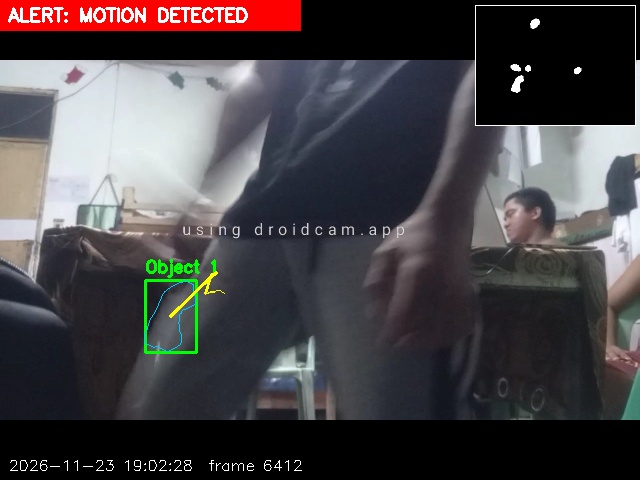 ALERT: MOTION DETECTED
using droidcam.app
Object 1
2026-11-23 19:02:28 frame 6412